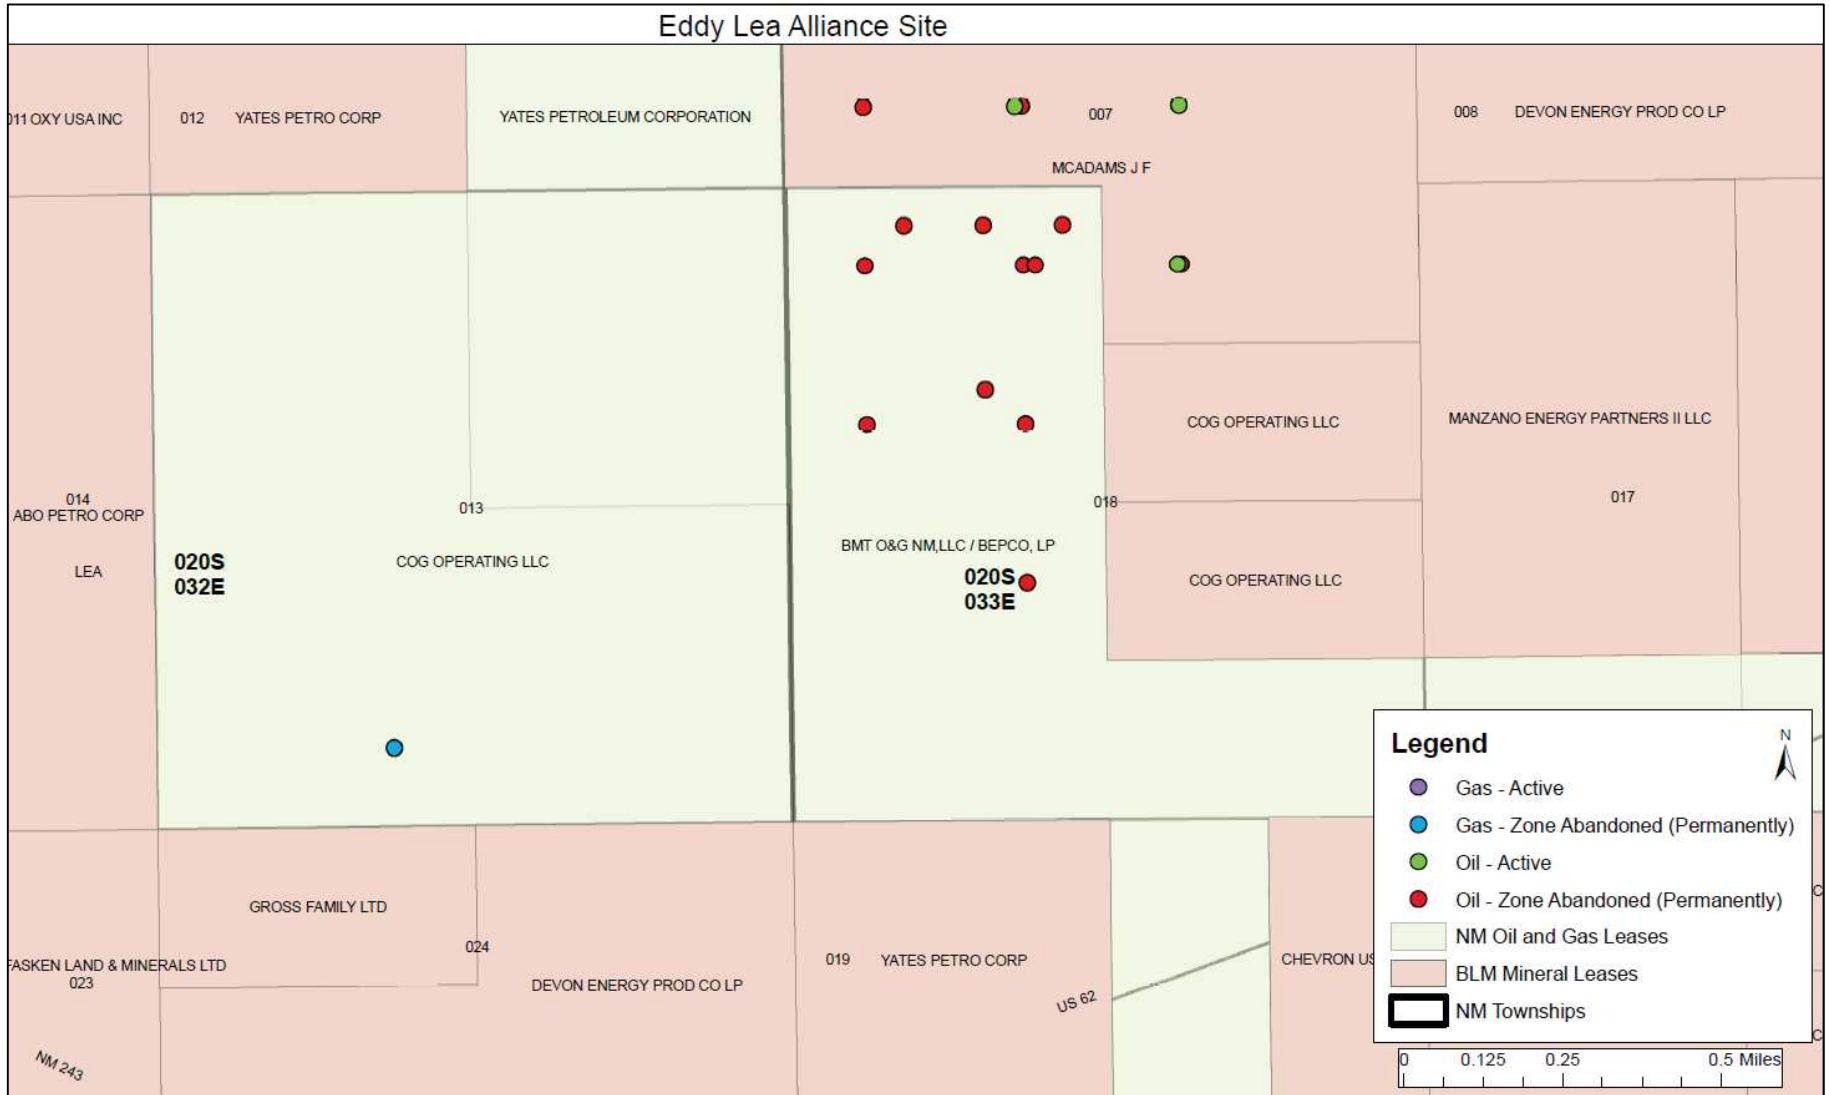 Eddy Lea Alliance Site
011 OXY USA INC
012 YATES PETRO CORP
YATES PETROLEUM CORPORATION
007
MCADAMS J F
008 DEVON ENERGY PROD CO LP
COG OPERATING LLC
MANZANO ENERGY PARTNERS II LLC
014
ABO PETRO CORP
LEA
013
018
017
020S
032E
COG OPERATING LLC
BMT O&G NM,LLC / BEPCO, LP
020S
033E
COG OPERATING LLC
GROSS FAMILY LTD
024
FASKEN LAND & MINERALS LTD
023
DEVON ENERGY PROD CO LP
019 YATES PETRO CORP
US 62
CHEVRON US
NM 243
Legend
N
Gas - Active
Gas - Zone Abandoned (Permanently)
Oil - Active
Oil - Zone Abandoned (Permanently)
NM Oil and Gas Leases
BLM Mineral Leases
NM Townships
0 0.125 0.25 0.5 Miles
C
C